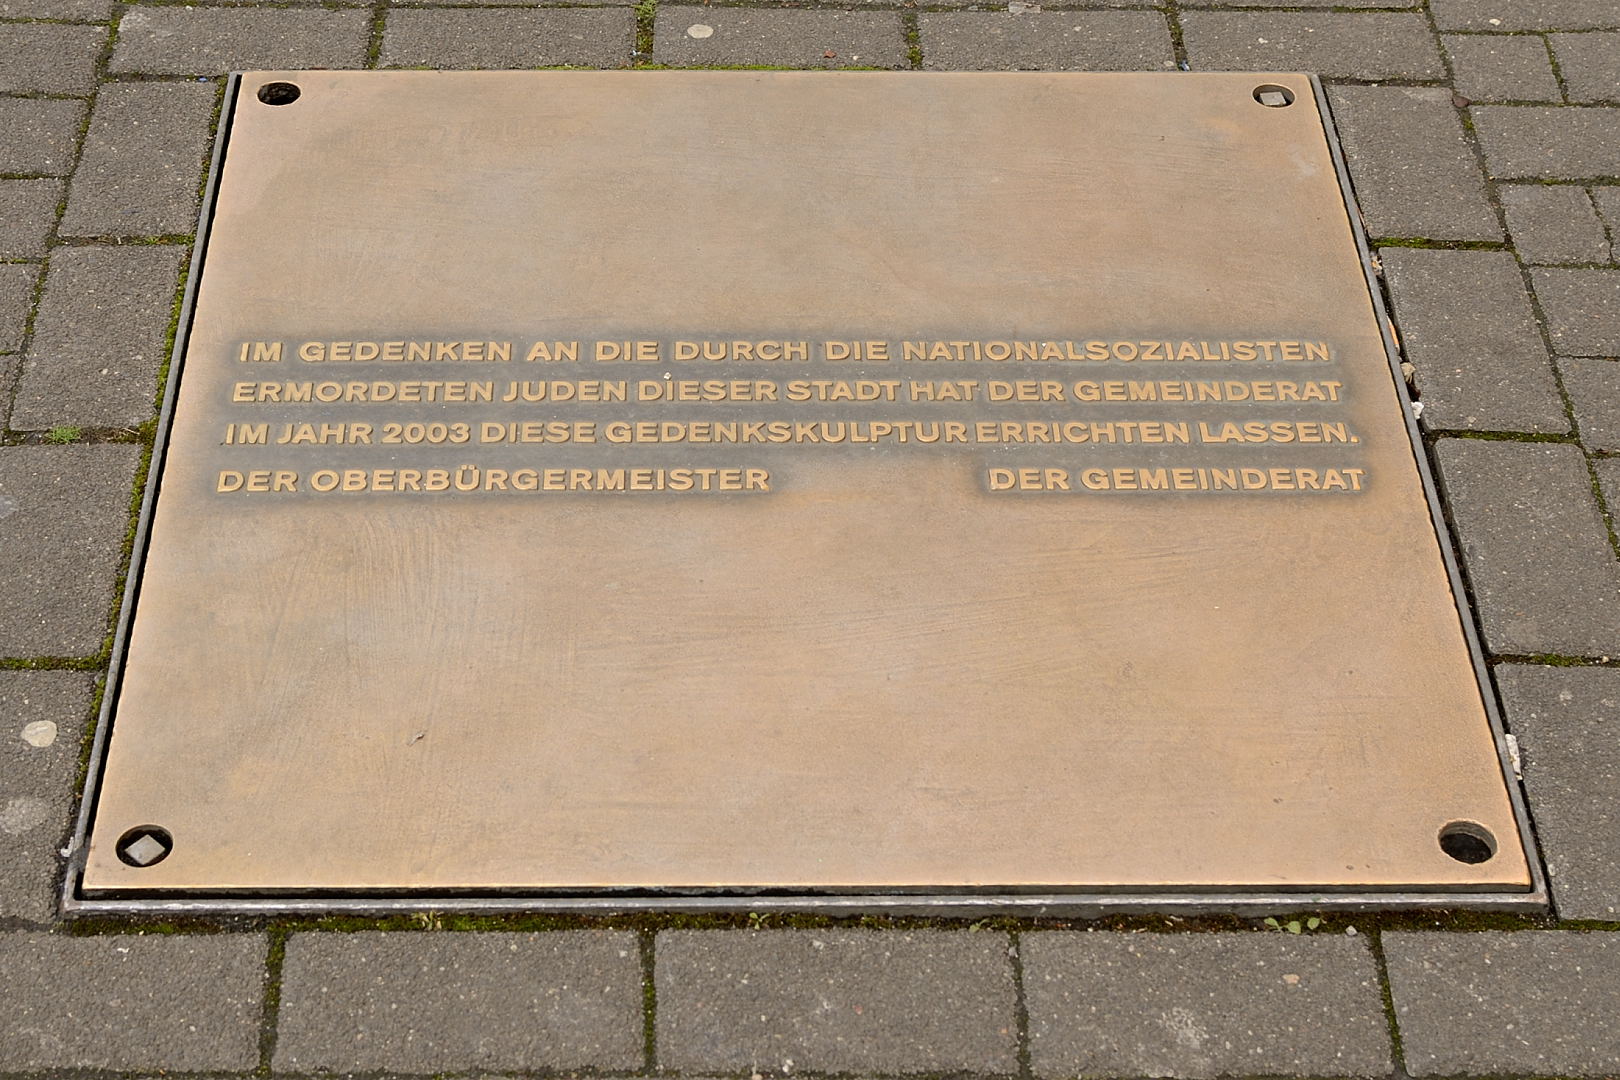 IM GEDENKEN AN DIE DURCH DIE NATIONALSOZIALISTEN
ERMORDETEN JUDEN DIESER STADT HAT DER GEMEINDERAT
IM JAHR 2003 DIESE GEDENKSKULPTUR ERRICHTEN LASSEN.
DER OBERBÜRGERMEISTER DER GEMEINDERAT